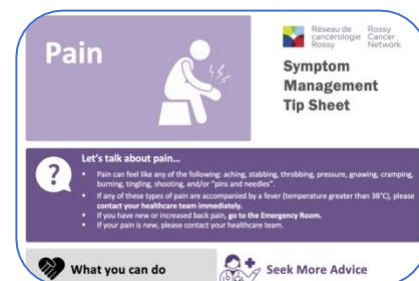 Pain
Réseau de Rossy
cancérologie Cancer
Rossy Network
Symptom
Management
Tip Sheet
?
Let's talk about pain...
▪ Pain can feel like any of the following: aching, stabbing, throbbing, pressure, gnawing, cramping,
burning, tingling, shooting, and/or "pins and needles".
▪ If any of these types of pain are accompanied by a fever (temperature greater than 38°C), please
contact your healthcare team immediately.
▪ If you have new or increased back pain, go to the Emergency Room.
▪ If your pain is new, please contact your healthcare team.
What you can do
Seek More Advice